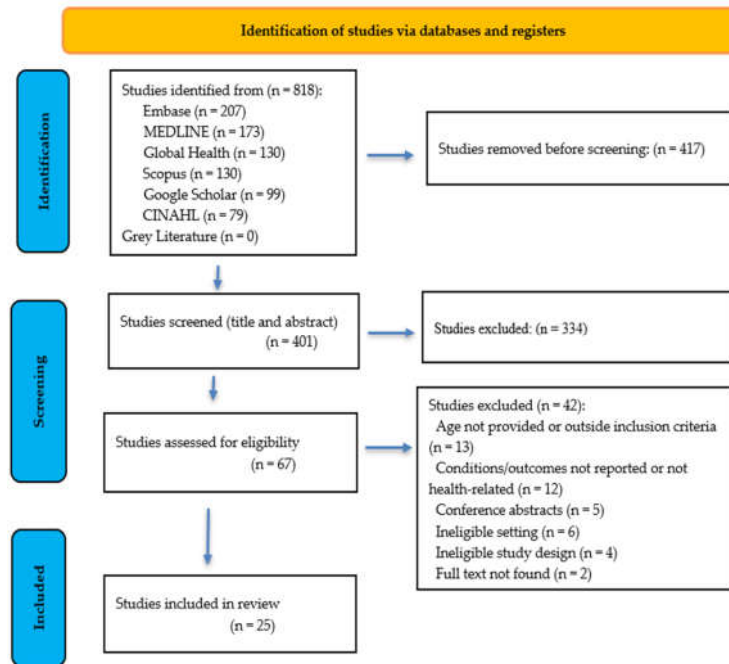 Identification of studies via databases and registers
Identification
Studies identified from (n = 818):
Embase (n = 207)
MEDLINE (n = 173)
Global Health (n = 130)
Scopus (n = 130)
Google Scholar (n = 99)
CINAHL (n = 79)
Grey Literature (n = 0)
Studies removed before screening: (n = 417)
Screening
Studies screened (title and abstract)
(n = 401)
Studies excluded: (n = 334)
Studies assessed for eligibility
(n = 67)
Studies excluded (n = 42):
Age not provided or outside inclusion criteria
(n = 13)
Conditions/outcomes not reported or not
health-related (n = 12)
Conference abstracts (n = 5)
Ineligible setting (n = 6)
Ineligible study design (n = 4)
Full text not found (n = 2)
Included
Studies included in review
(n = 25)